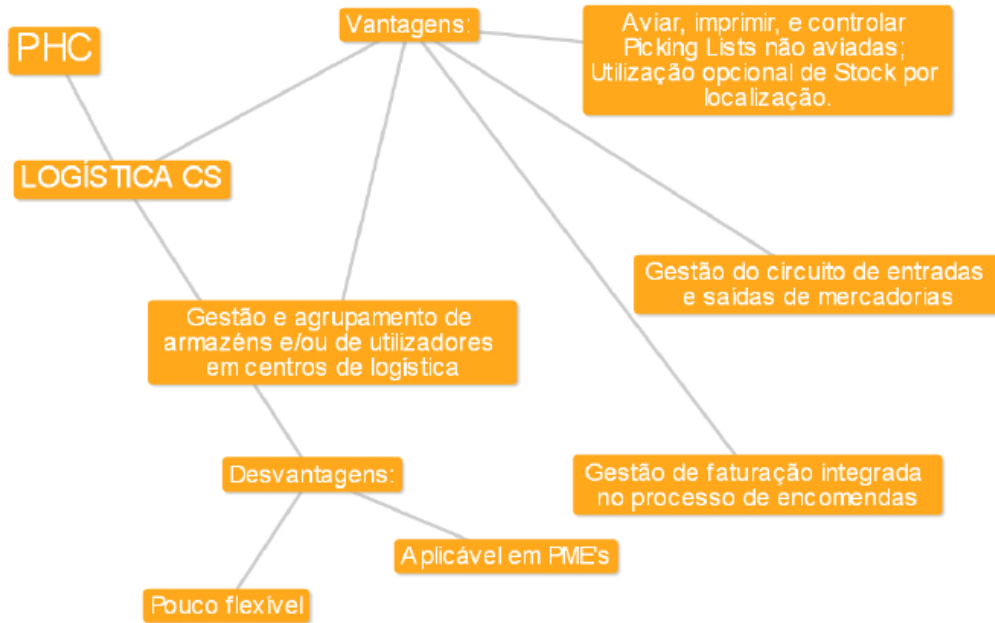 PHC
Vantagens:
Aviar, imprimir, e controlar
Picking Lists não aviadas;
Utilização opcional de Stock por
localização.
LOGÍSTICA CS
Gestão do circuito de entradas
e saídas de mercadorias
Gestão e agrupamento de
armazéns e/ou de utilizadores
em centros de logística
Desvantagens:
Gestão de faturação integrada
no processo de encomendas
Aplicável em PME's
Pouco flexível